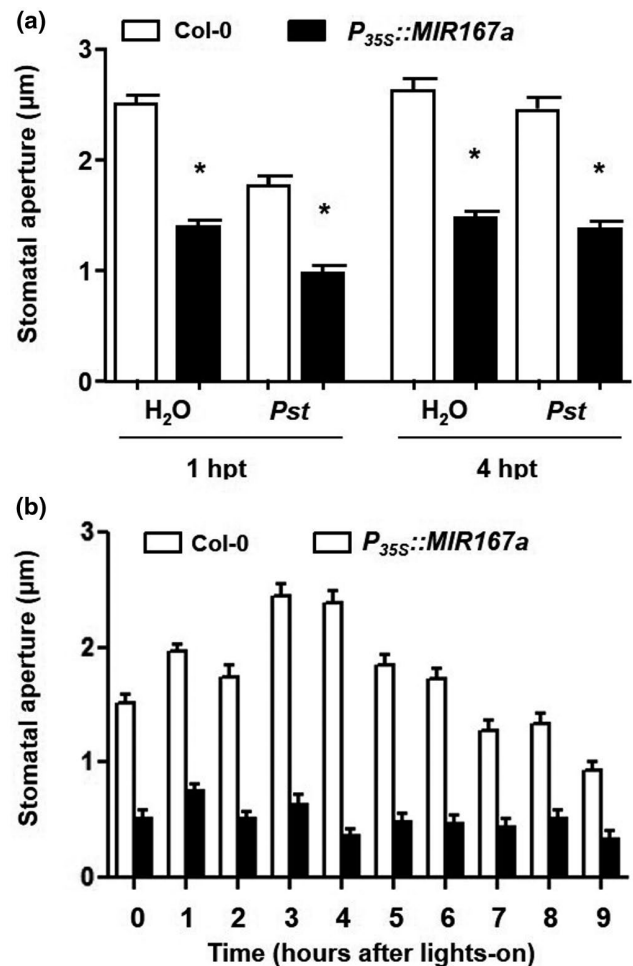 (a)
Col-0 P35S::MIR167a
3
2
1
0
Stomatal aperture (µm)
* * * *
H2O Pst H2O Pst
1 hpt 4 hpt
(b)
Col-0 P35S::MIR167a
3
2
1
0
Stomatal aperture (µm)
0 1 2 3 4 5 6 7 8 9
Time (hours after lights-on)